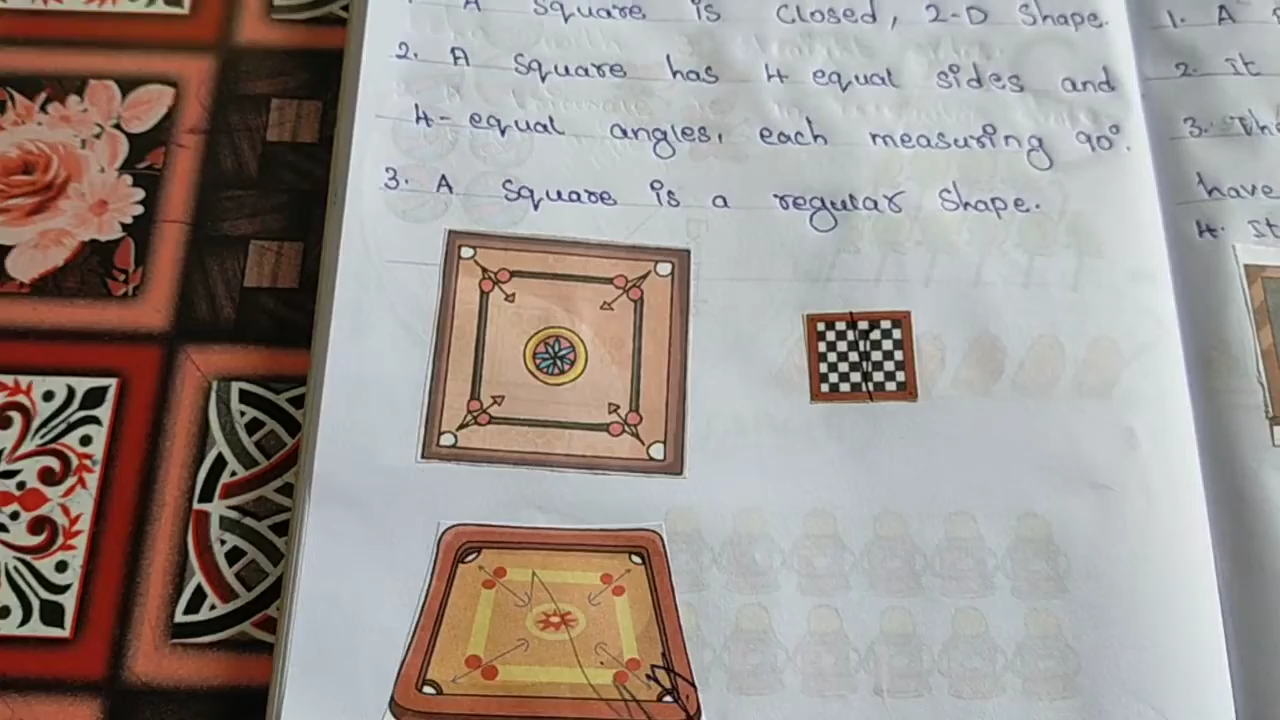 A Square is Closed, 2-D Shape.
2. A Square has 4 equal sides and
4-equal angles, each measuring 90°.
3. A Square is a regular Shape.
1. A
2. It
3. Thi
have
4. It